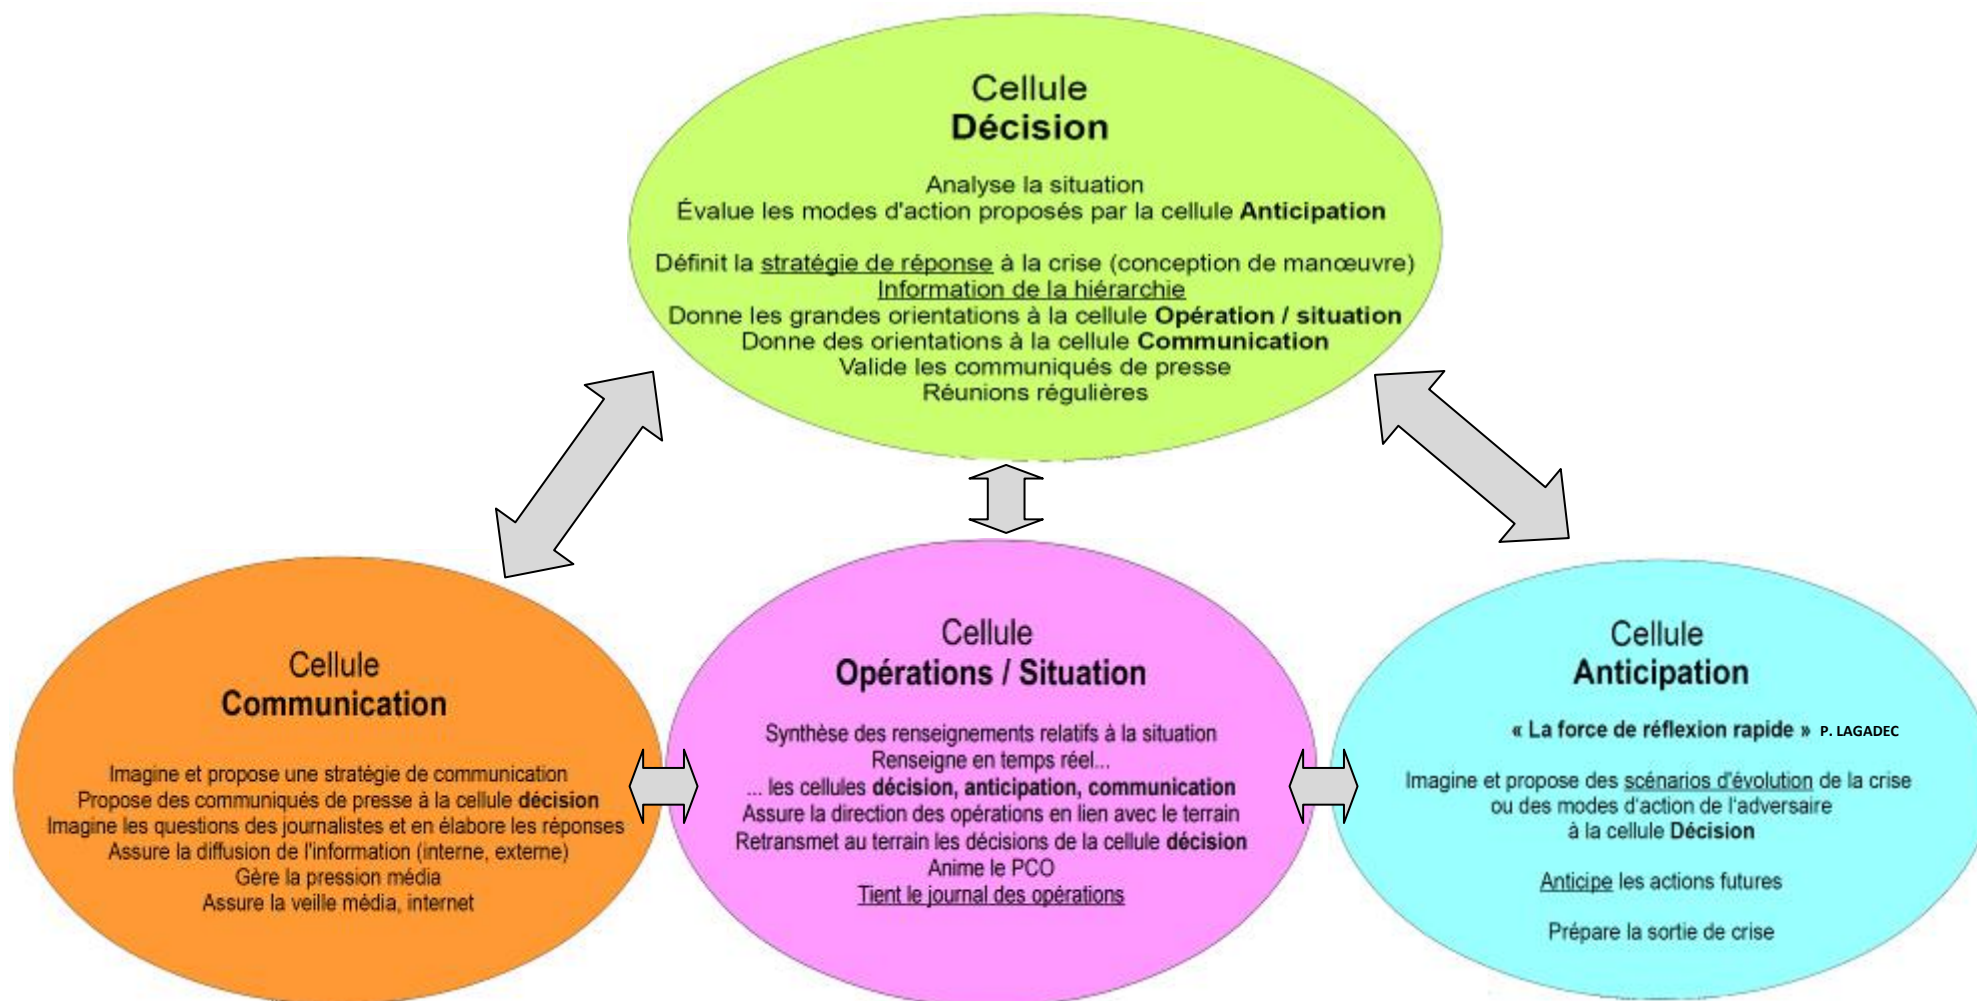 Cellule
Décision
Analyse la situation
Évalue les modes d'action proposés par la cellule Anticipation
Définit la stratégie de réponse à la crise (conception de manœuvre)
Information de la hiérarchie
Donne les grandes orientations à la cellule Opération / situation
Donne des orientations à la cellule Communication
Valide les communiqués de presse
Réunions régulières
Cellule
Communication
Imagine et propose une stratégie de communication
Propose des communiqués de presse à la cellule décision
Imagine les questions des journalistes et en élabore les réponses
Assure la diffusion de l'information (interne, externe)
Gère la pression média
Assure la veille média, internet
Cellule
Opérations / Situation
Synthèse des renseignements relatifs à la situation
Renseigne en temps réel...
... les cellules décision, anticipation, communication
Assure la direction des opérations en lien avec le terrain
Retransmet au terrain les décisions de la cellule décision
Anime le PCO
Tient le journal des opérations
Cellule
Anticipation
« La force de réflexion rapide » P. LAGADEC
Imagine et propose des scénarios d'évolution de la crise
ou des modes d'action de l'adversaire
à la cellule Décision
Anticipe les actions futures
Prépare la sortie de crise